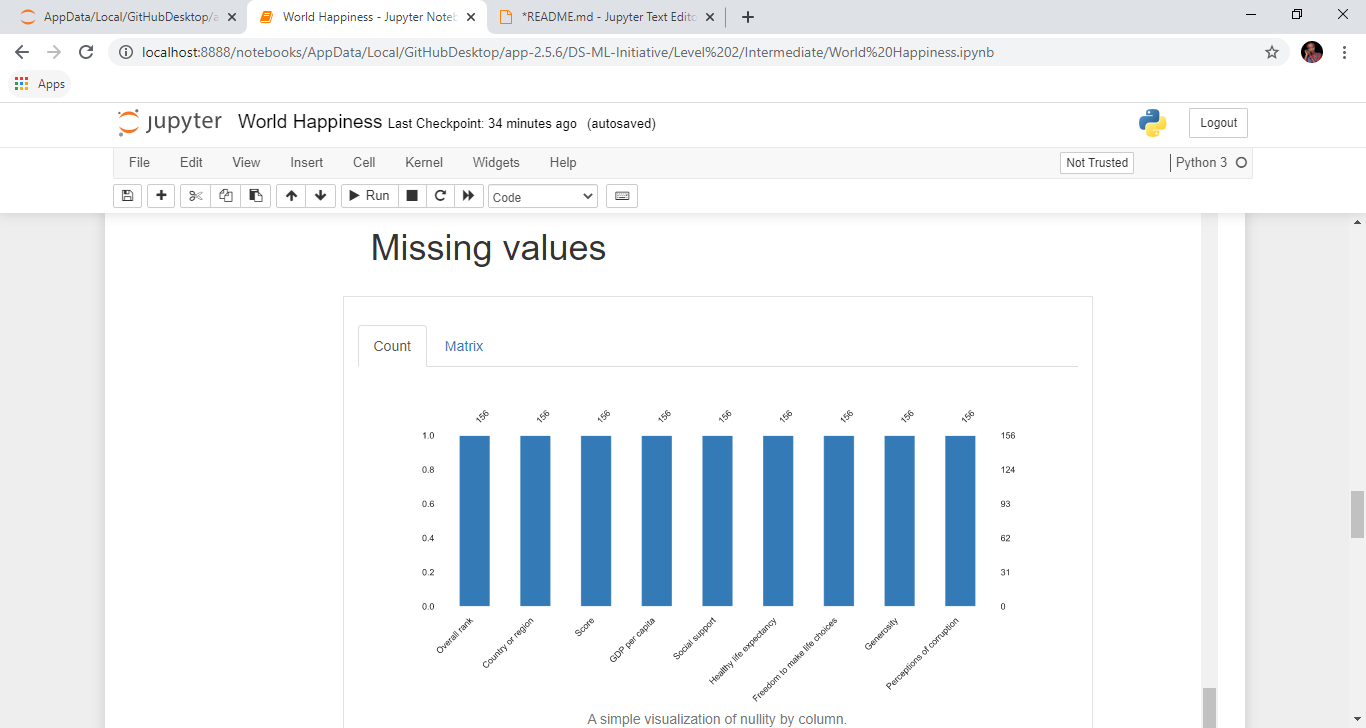 AppData/Local/GitHubDesktop/a
World Happiness - Jupyter Noteb
*README.md - Jupyter Text Edito
localhost:8888/notebooks/AppData/Local/GitHubDesktop/app-2.5.6/DS-ML-Initiative/Level%202/Intermediate/World%20Happiness.ipynb
Apps
jupyter World Happiness Last Checkpoint: 34 minutes ago (autosaved)
Logout
File Edit View Insert Cell Kernel Widgets Help
Not Trusted
Python 3
Run
Code
Missing values
Count Matrix
156 156 156 156 156 156 156 156 156
1.0 156
0.8 124
0.6 93
0.4 62
0.2 31
0.0 0
Overall rank
Country or region
Score
GDP per capita
Social support
Healthy life expectancy
Freedom to make life choices
Generosity
Perceptions of corruption
A simple visualization of nullity by column.